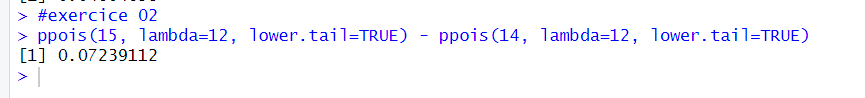 > #exercice 02
> ppois(15, lambda=12, lower.tail=TRUE) - ppois(14, lambda=12, lower.tail=TRUE)
[1] 0.07239112
>